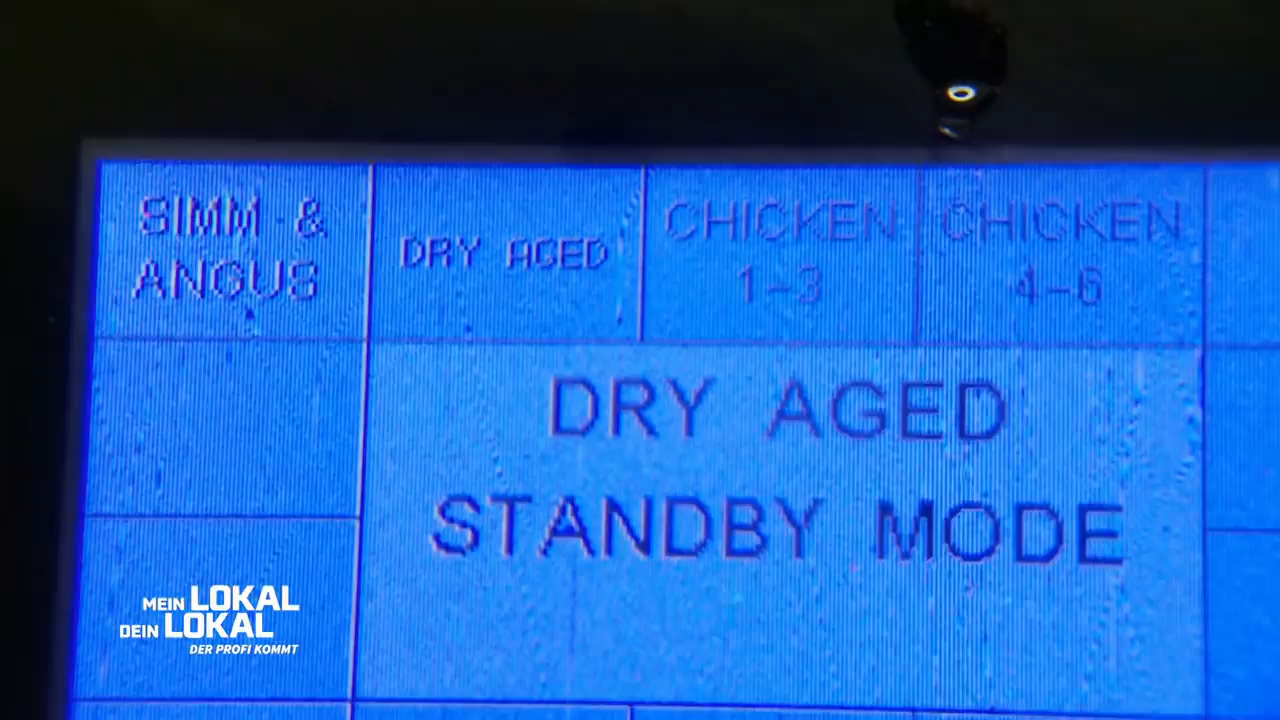 SIMM &
ANGUS
DRY AGED
CHICKEN
1-3
CHICKEN
4-6
DRY AGED
STANDBY MODE
MEIN LOKAL
DEIN LOKAL
DER PROFI KOMMT